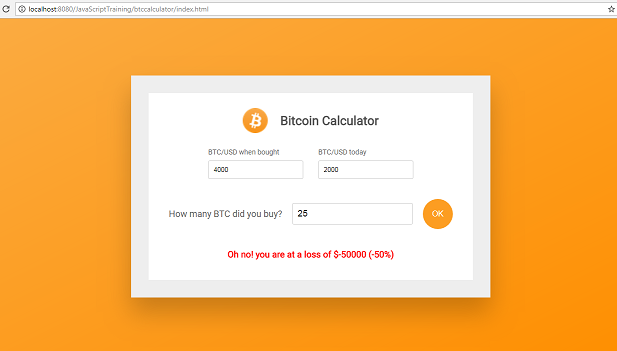 localhost:8080/JavaScriptTraining/btccalculator/index.html
Bitcoin Calculator
BTC/USD when bought BTC/USD today
4000 2000
How many BTC did you buy? 25 OK
Oh no! you are at a loss of $-50000 (-50%)